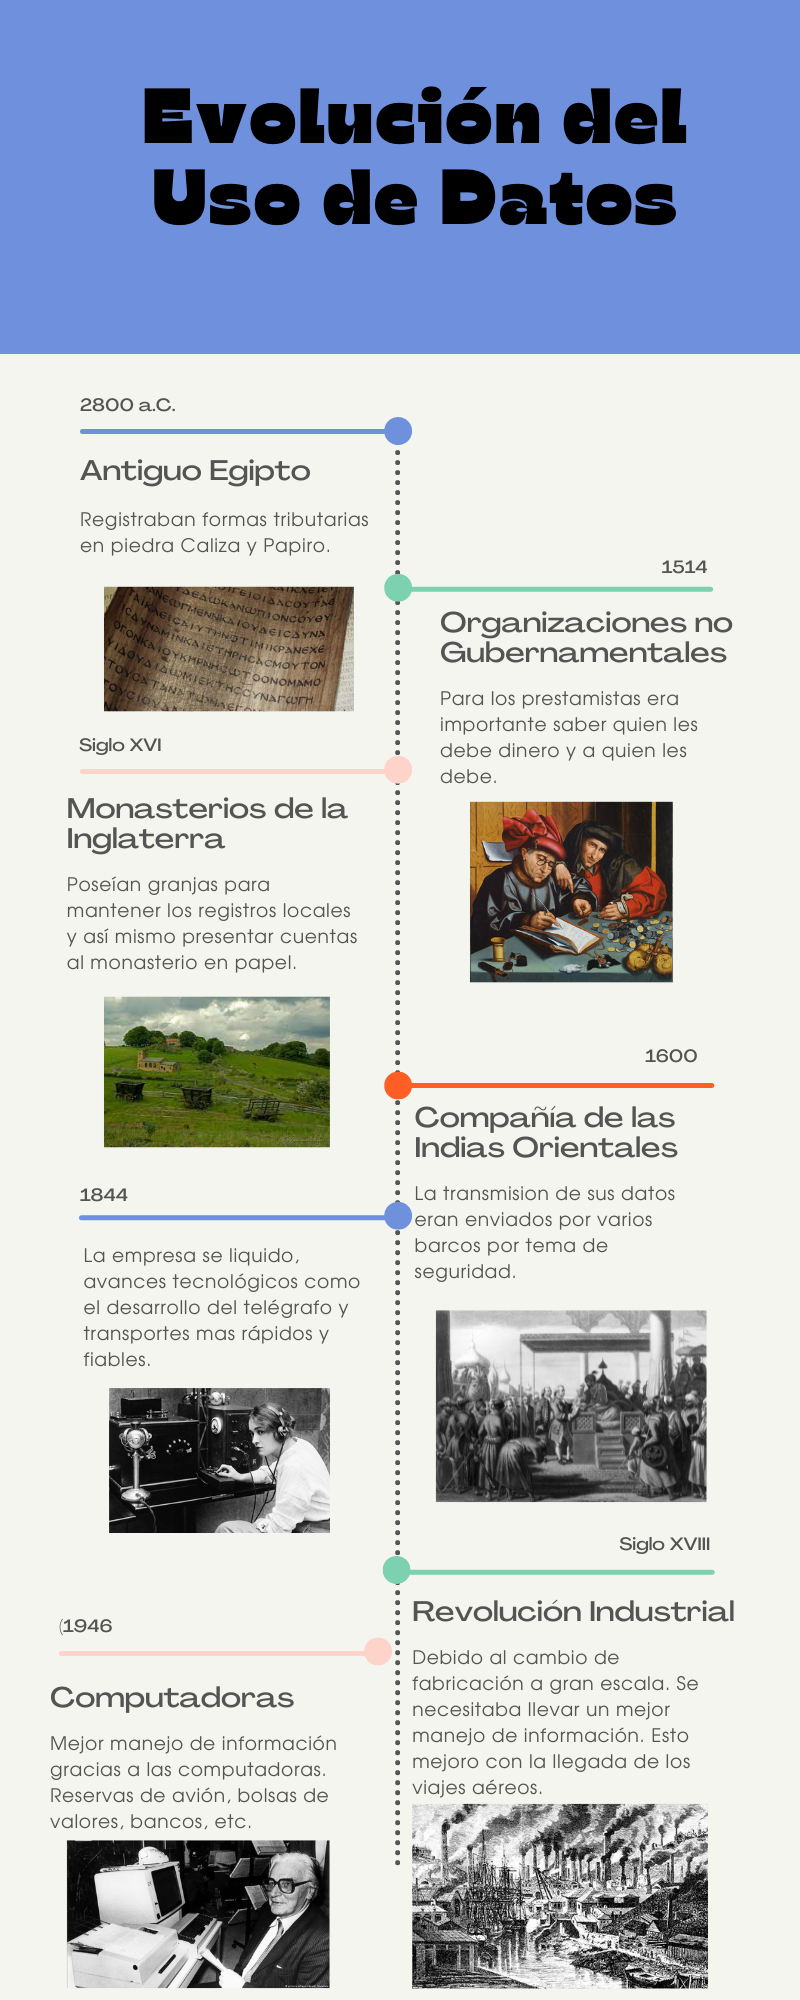 Evolución del
Uso de Datos
2800 a.C.
Antiguo Egipto
Registraban formas tributarias
en piedra Caliza y Papiro.
1514
Organizaciones no
Gubernamentales
Para los prestamistas era
importante saber quien les
debe dinero y a quien les
debe.
Siglo XVI
Monasterios de la
Inglaterra
Poseían granjas para
mantener los registros locales
y así mismo presentar cuentas
al monasterio en papel.
1600
Compañía de las
Indias Orientales
La transmision de sus datos
eran enviados por varios
barcos por tema de
seguridad.
1844
La empresa se liquido,
avances tecnológicos como
el desarrollo del telégrafo y
transportes mas rápidos y
fiables.
Siglo XVIII
Revolución Industrial
Debido al cambio de
fabricación a gran escala. Se
necesitaba llevar un mejor
manejo de información. Esto
mejoro con la llegada de los
viajes aéreos.
(1946
Computadoras
Mejor manejo de información
gracias a las computadoras.
Reservas de avión, bolsas de
valores, bancos, etc.